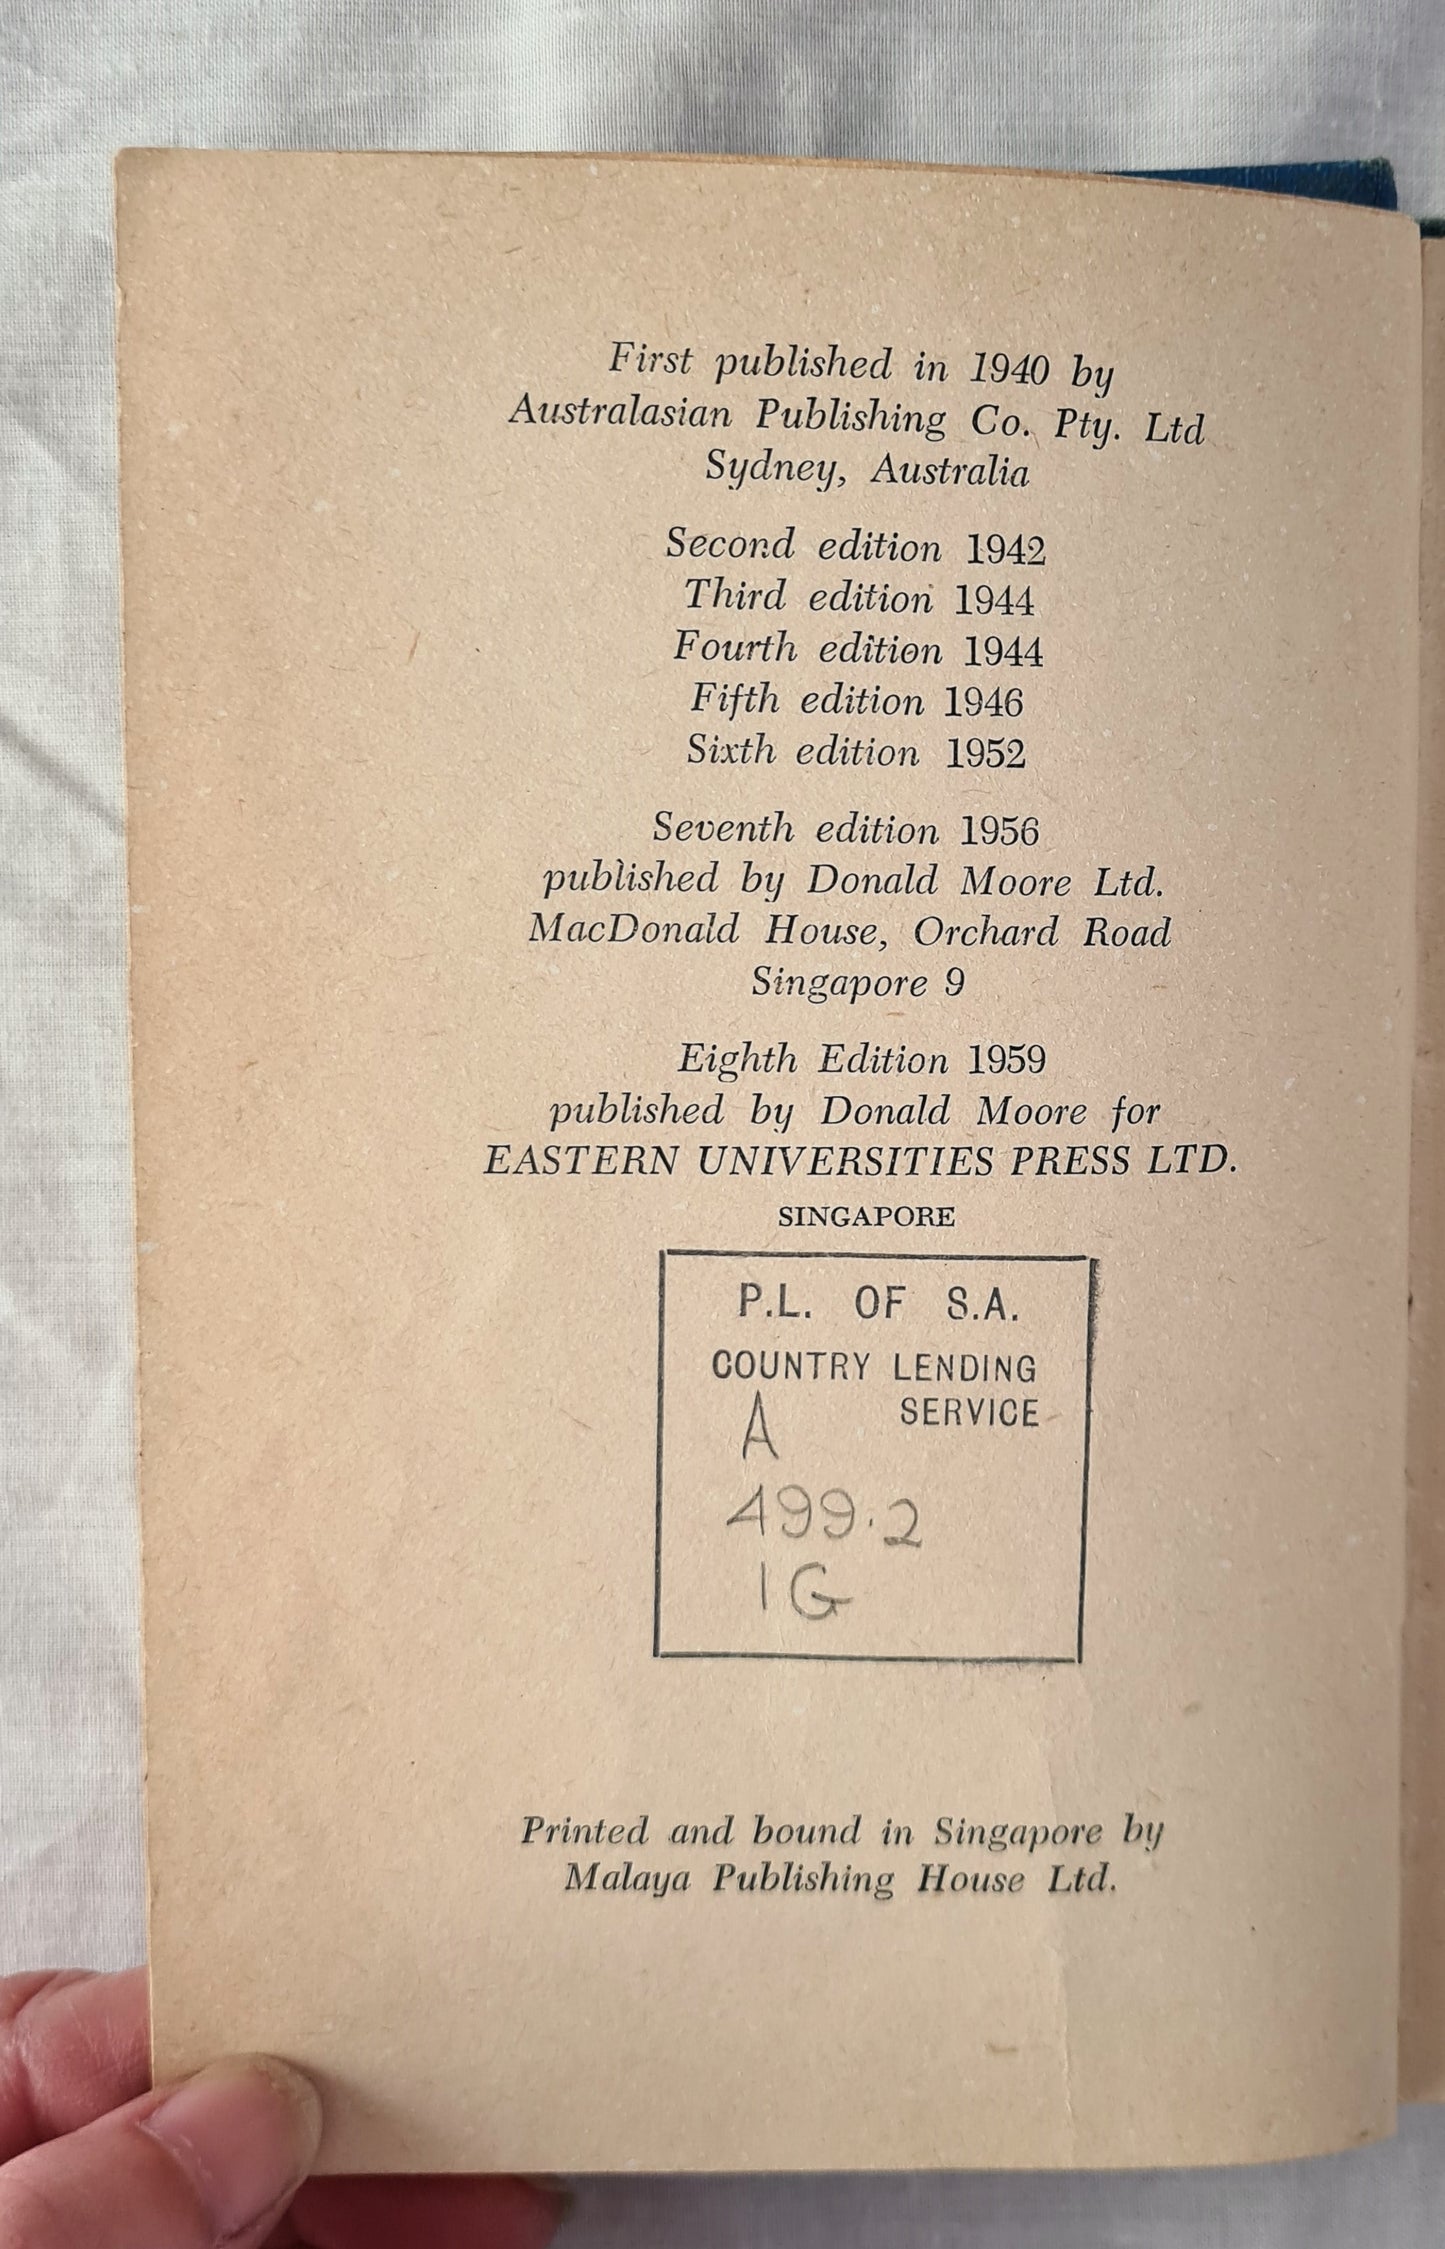 First published in 1940 by
Australasian Publishing Co. Pty. Ltd
Sydney, Australia
Second edition 1942
Third edition 1944
Fourth edition 1944
Fifth edition 1946
Sixth edition 1952
Seventh edition 1956
published by Donald Moore Ltd.
MacDonald House, Orchard Road
Singapore 9
Eighth Edition 1959
published by Donald Moore for
EASTERN UNIVERSITIES PRESS LTD.
SINGAPORE
P.L. OF S.A.
COUNTRY LENDING
SERVICE
A
499.2
1G
Printed and bound in Singapore by
Malaya Publishing House Ltd.